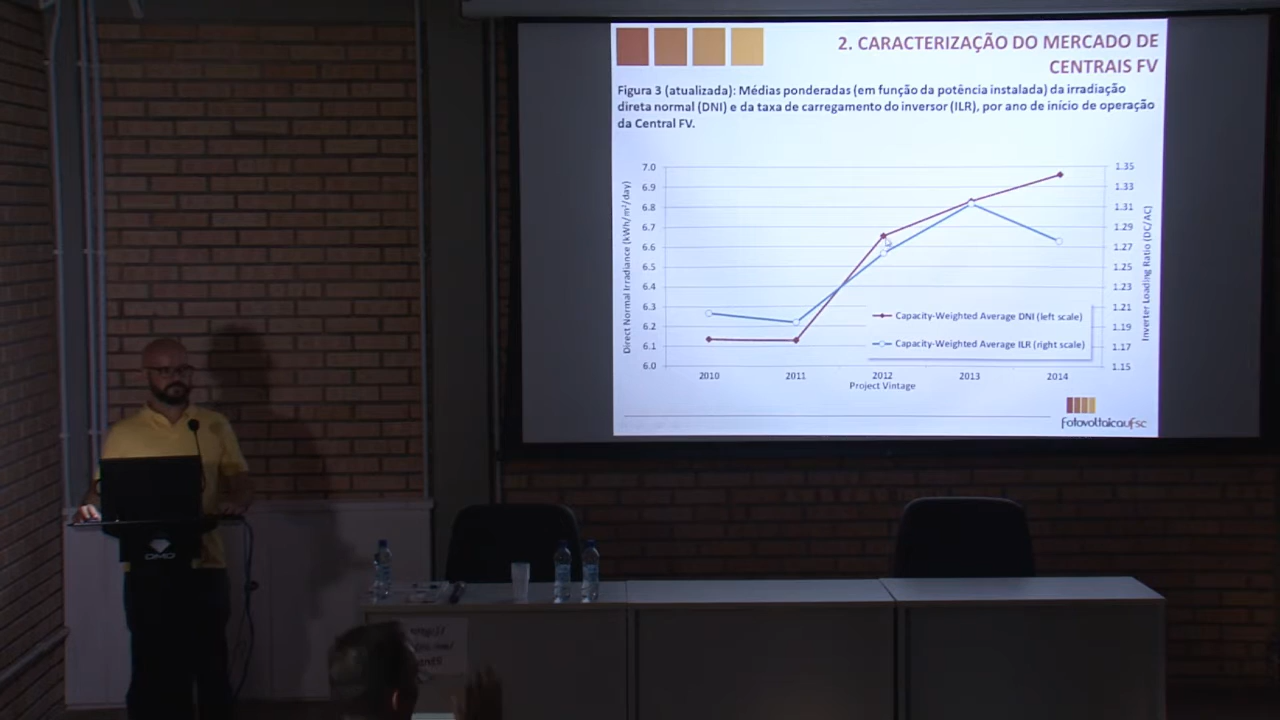 2. CARACTERIZAÇÃO DO MERCADO DE
CENTRAIS FV
Figura 3 (atualizada): Médias ponderadas (em função da potência instalada) da irradiação
direta normal (DNI) e da taxa de carregamento do inversor (ILR), por ano de início de operação
da Central FV.
Direct Normal Irradiance (kWh/m²/day)
7.0
6.9
6.8
6.7
6.6
6.5
6.4
6.3
6.2
6.1
6.0
1.35
1.33
1.31
1.29
1.27
1.25
1.23
1.21
1.19
1.17
1.15
Inverter Loading Ratio (DC/AC)
Capacity-Weighted Average DNI (left scale)
Capacity-Weighted Average ILR (right scale)
2010 2011 2012 2013 2014
Project Vintage
fotovoltaicaufsc
http://